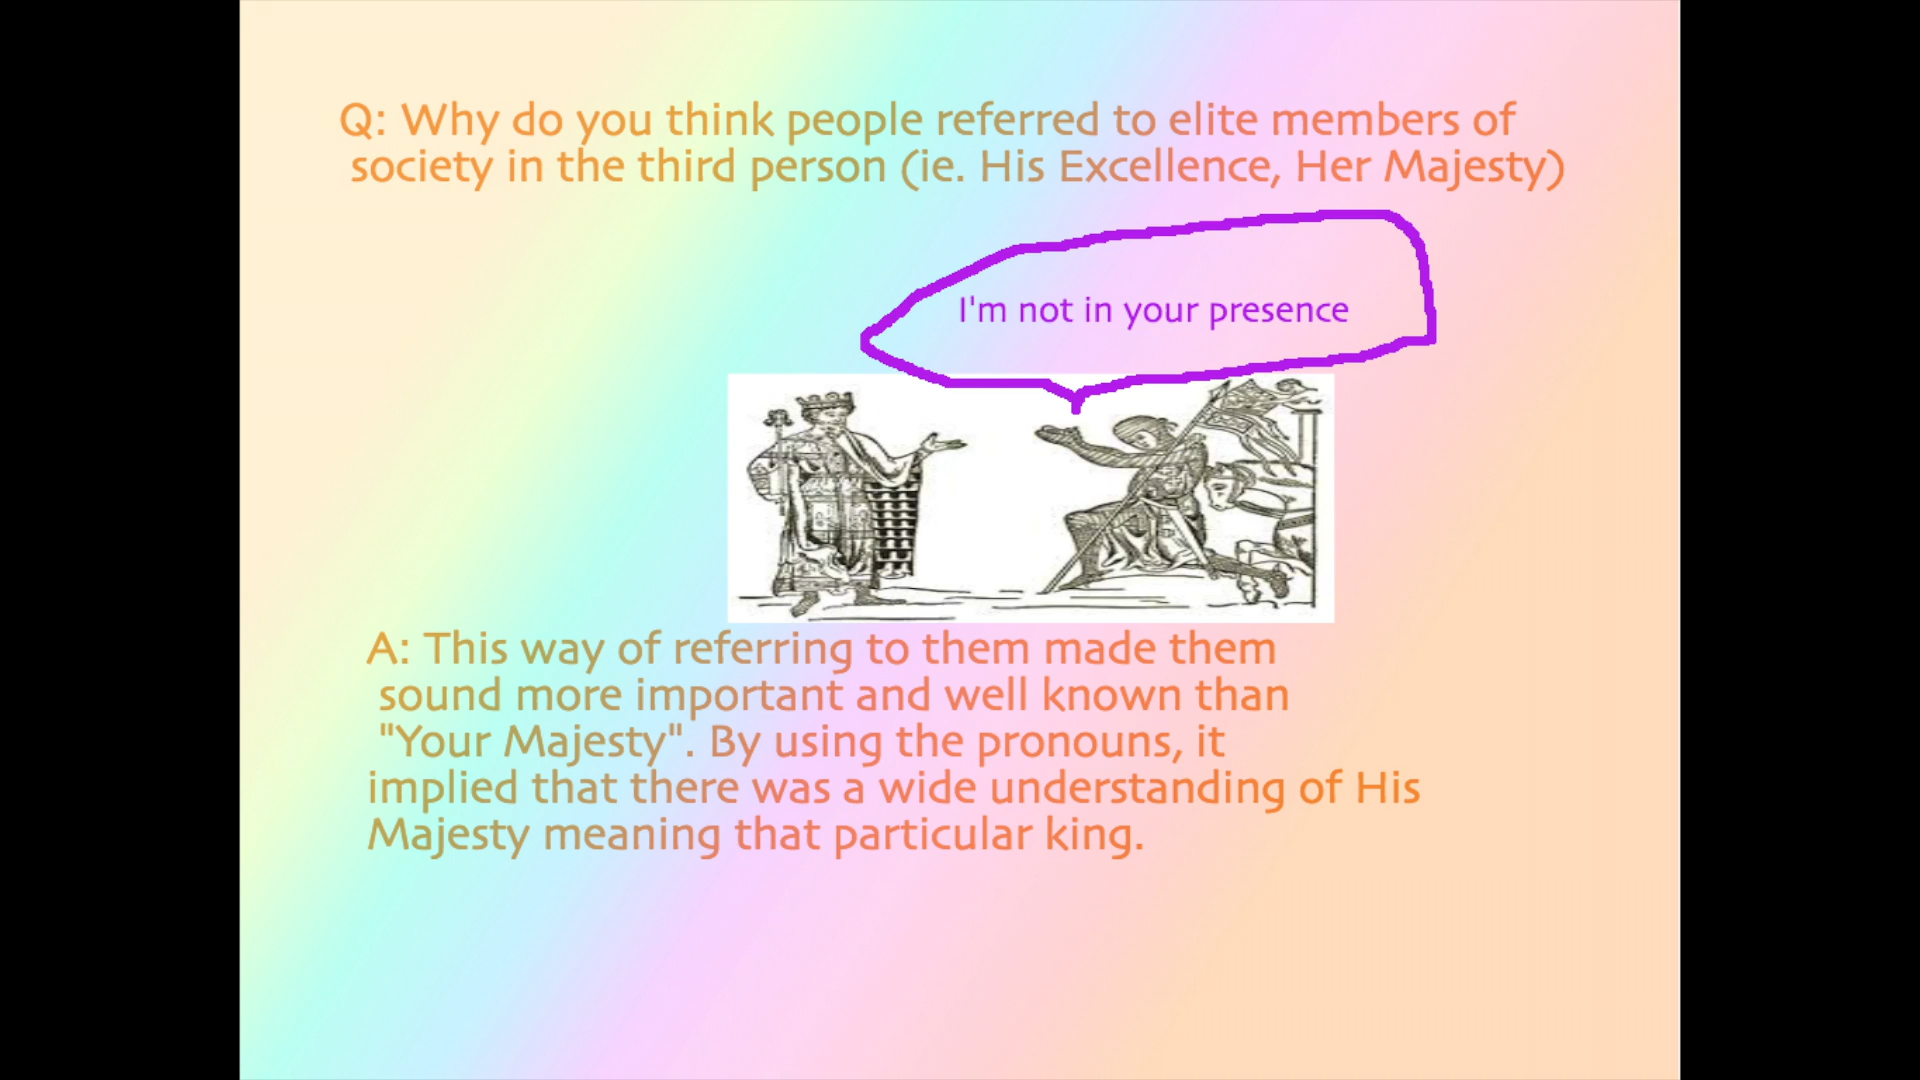 Q: Why do you think people referred to elite members of
society in the third person (ie. His Excellence, Her Majesty)
I'm not in your presence
A: This way of referring to them made them
sound more important and well known than
"Your Majesty". By using the pronouns, it
implied that there was a wide understanding of His
Majesty meaning that particular king.